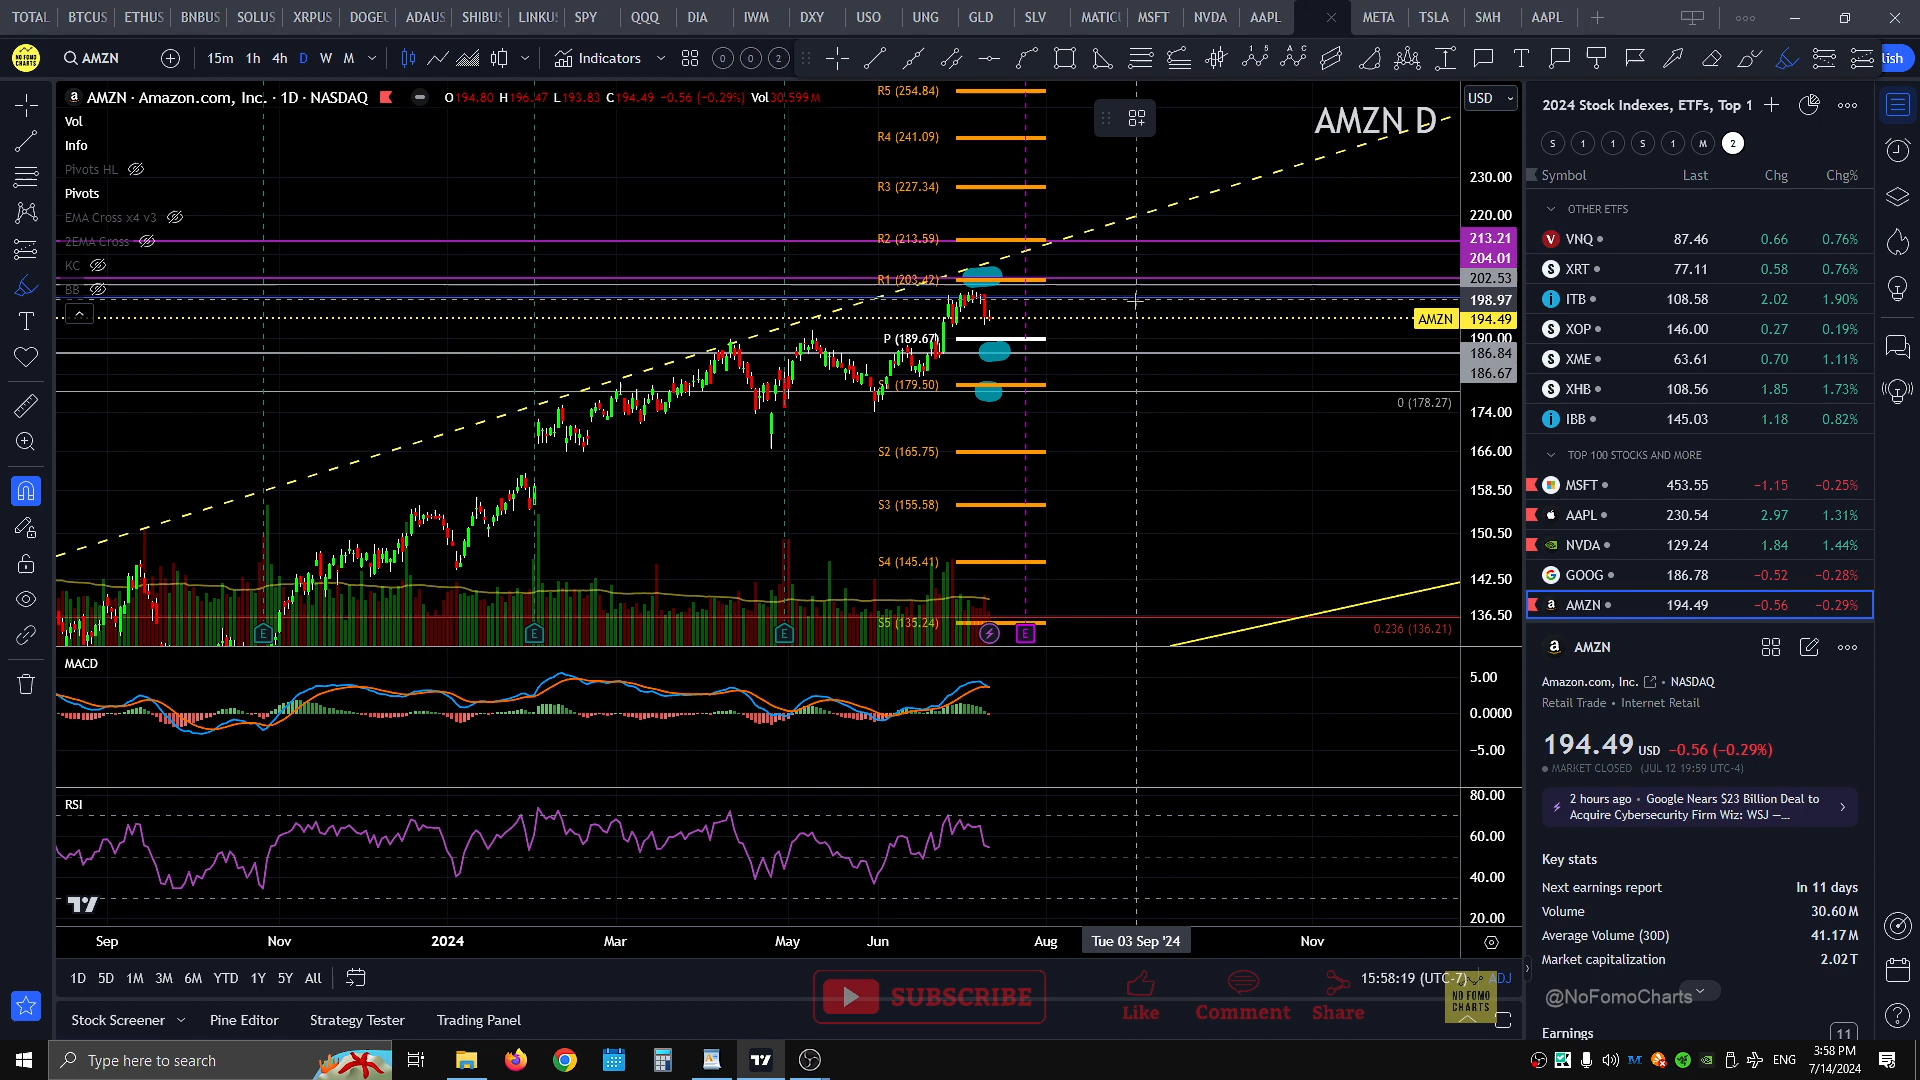 TOTAL BTCUS ETHUS BNBUS SOLUS XRPUS DOGEU ADAUS SHIBUS LINKUS SPY QQQ DIA IWM DXY USO UNG GLD SLV MATICU MSFT NVDA AAPL META TSLA SMH AAPL
NO FOMO CHARTS AMZN 15m 1h 4h D W M Indicators 0 0 2 lish
AMZN · Amazon.com, Inc. · 1D · NASDAQ O194.80 H196.47 L193.83 C194.49 −0.56 (−0.29%) Vol30.599M
Vol
Info
Pivots HL
Pivots
EMA Cross x4 v3
2EMA Cross
KC
BB
AMZN D
R5 (254.84)
R4 (241.09)
R3 (227.34)
R2 (213.59)
R1 (203.42)
P (189.67)
(179.50)
S2 (165.75)
S3 (155.58)
S4 (145.41)
S5 (135.24)
0 (178.27)
0.236 (136.21)
E E E E
USD
230.00
220.00
213.21
204.01
202.53
198.97
AMZN 194.49
190.00
186.84
186.67
174.00
166.00
158.50
150.50
142.50
136.50
MACD
5.00
0.0000
−5.00
RSI
80.00
60.00
40.00
20.00
Sep Nov 2024 Mar May Jun Aug Tue 03 Sep '24 Nov
1D 5D 1M 3M 6M YTD 1Y 5Y All
15:58:19 (UTC-7) ADJ
SUBSCRIBE
Like Comment Share
NO FOMO CHARTS
Stock Screener Pine Editor Strategy Tester Trading Panel
2024 Stock Indexes, ETFs, Top 1
S 1 1 S 1 M 2
Symbol Last Chg Chg%
OTHER ETFS
VNQ 87.46 0.66 0.76%
XRT 77.11 0.58 0.76%
ITB 108.58 2.02 1.90%
XOP 146.00 0.27 0.19%
XME 63.61 0.70 1.11%
XHB 108.56 1.85 1.73%
IBB 145.03 1.18 0.82%
TOP 100 STOCKS AND MORE
MSFT 453.55 −1.15 −0.25%
AAPL 230.54 2.97 1.31%
NVDA 129.24 1.84 1.44%
GOOG 186.78 −0.52 −0.28%
AMZN 194.49 −0.56 −0.29%
AMZN
Amazon.com, Inc. • NASDAQ
Retail Trade • Internet Retail
194.49 USD −0.56 (−0.29%)
MARKET CLOSED (JUL 12 19:59 UTC-4)
2 hours ago • Google Nears $23 Billion Deal to
Acquire Cybersecurity Firm Wiz: WSJ —...
Key stats
Next earnings report In 11 days
Volume 30.60M
Average Volume (30D) 41.17M
Market capitalization 2.02T
@NoFomoCharts
Earnings 11
Type here to search
ENG
3:58 PM
7/14/2024